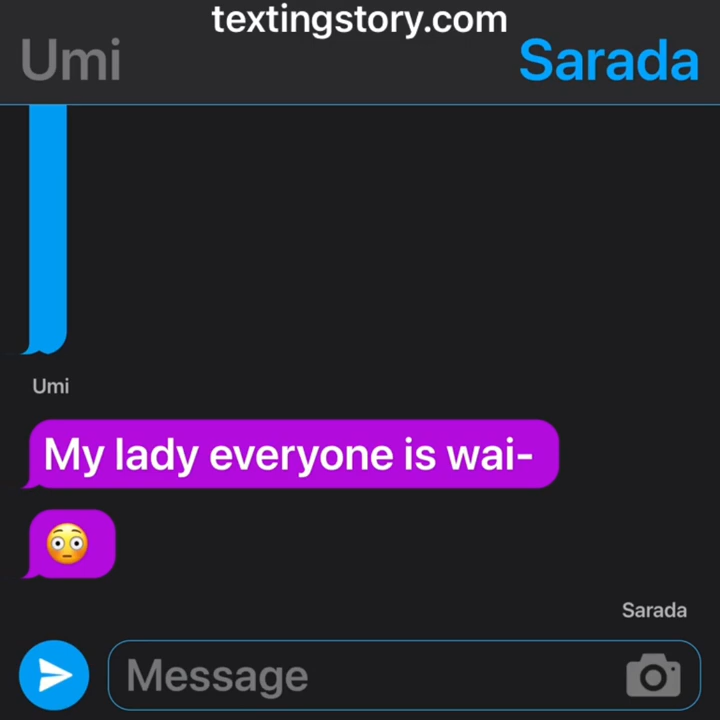 textingstory.com
Umi
Sarada
Umi
My lady everyone is wai-
😳
Sarada
Message